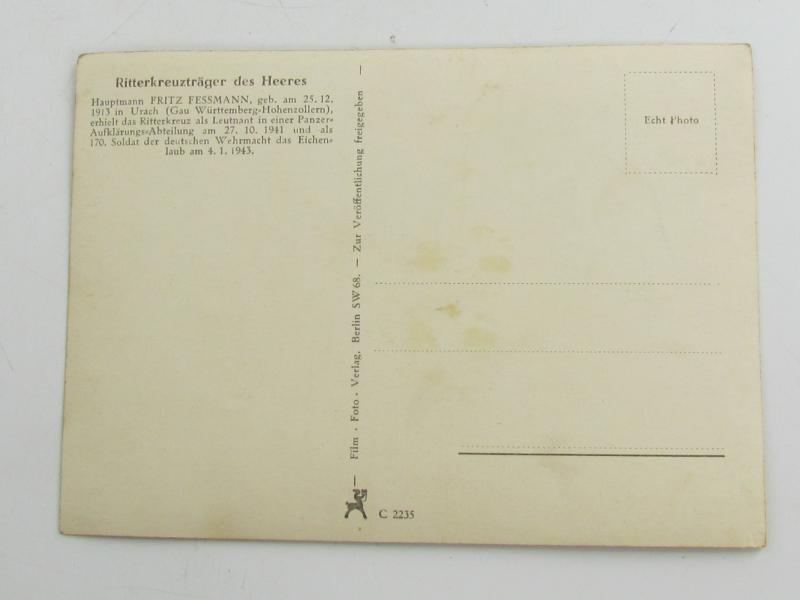 Ritterkreuzträger des Heeres
Hauptmann FRITZ FESSMANN, geb. am 25. 12.
1913 in Urach (Gau Württemberg-Hohenzollern),
erhielt das Ritterkreuz als Leutnant in einer Panzer-
Aufklärungs-Abteilung am 27. 10. 1941 und als
170. Soldat der deutschen Wehrmacht das Eichen-
laub am 4. 1. 1943.
— Film · Foto · Verlag, Berlin SW 68. — Zur Veröffentlichung freigegeben —
Echt Photo
C 2235